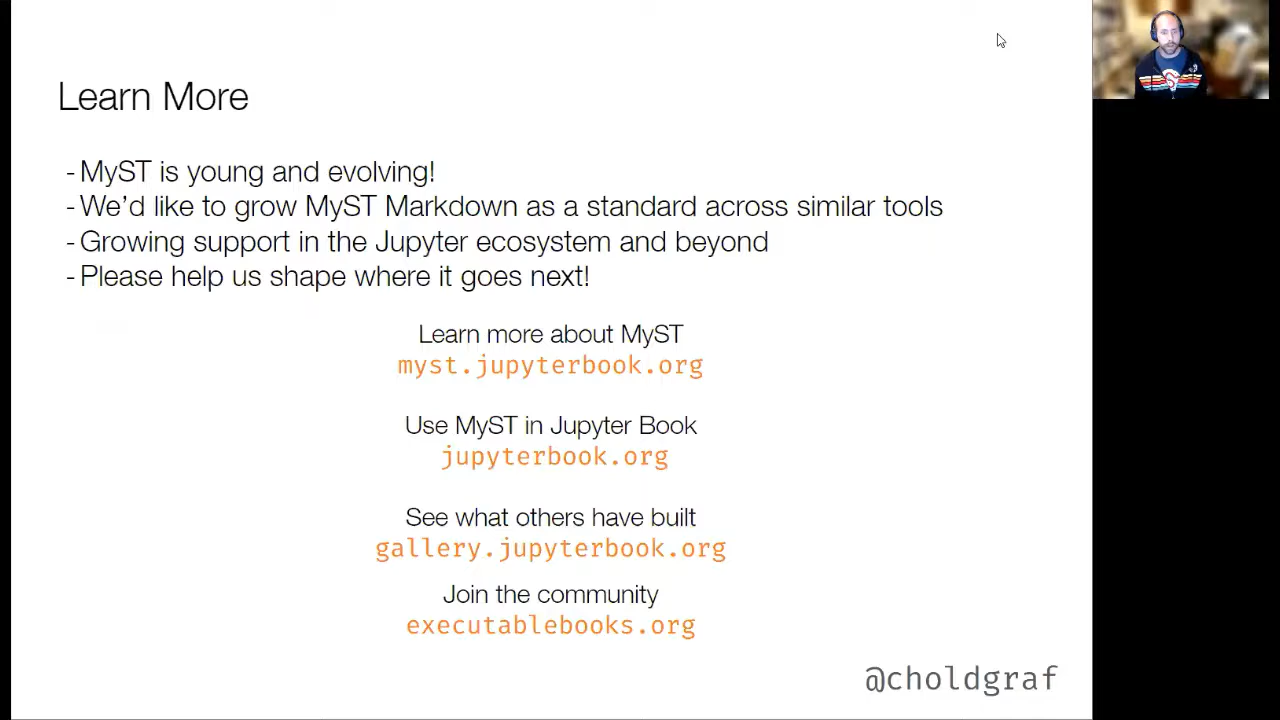 Learn More
- MyST is young and evolving!
- We'd like to grow MyST Markdown as a standard across similar tools
- Growing support in the Jupyter ecosystem and beyond
- Please help us shape where it goes next!
Learn more about MyST
myst.jupyterbook.org
Use MyST in Jupyter Book
jupyterbook.org
See what others have built
gallery.jupyterbook.org
Join the community
executablebooks.org
@choldgraf